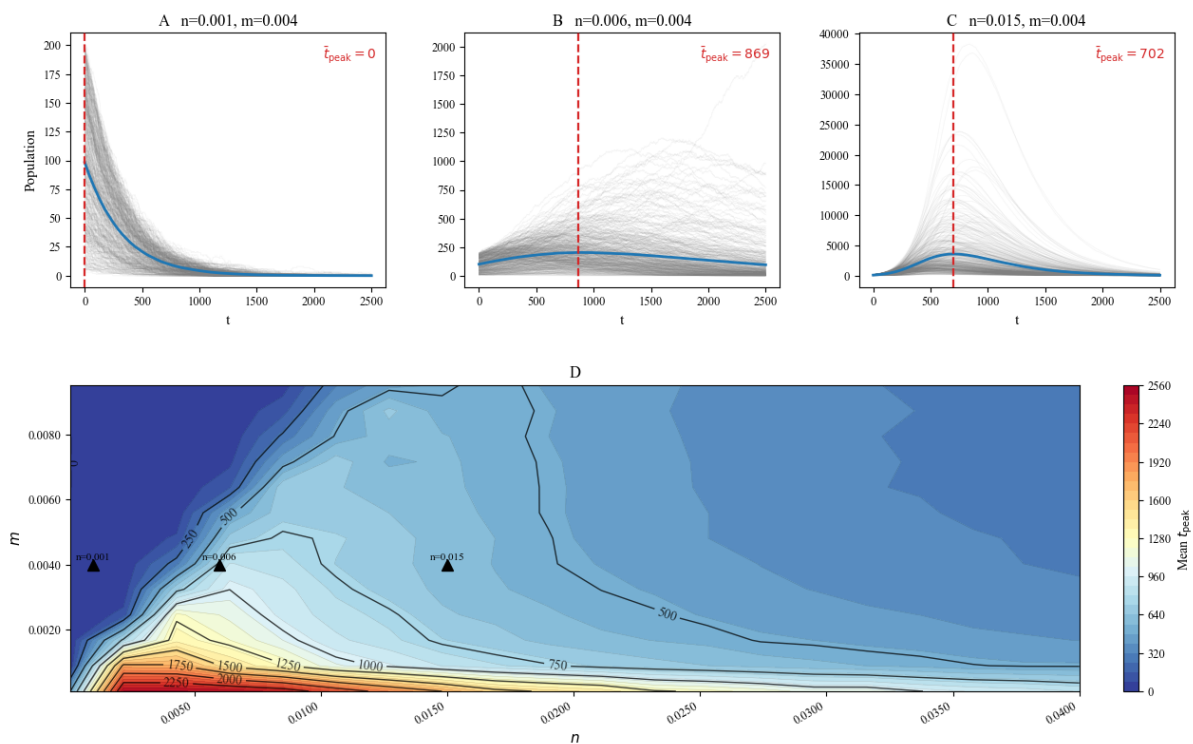 A n=0.001, m=0.004
B n=0.006, m=0.004
C n=0.015, m=0.004
t̄peak = 0
t̄peak = 869
t̄peak = 702
Population
200
175
150
125
100
75
50
25
0
0 500 1000 1500 2000 2500
t
2000
1750
1500
1250
1000
750
500
250
0
0 500 1000 1500 2000 2500
t
40000
35000
30000
25000
20000
15000
10000
5000
0
0 500 1000 1500 2000 2500
t
D
m
0.0080
0.0060
0.0040
0.0020
0
250
500
n=0.001
n=0.006
n=0.015
500
750
1000
1250
1500
1750
2000
2250
0.0050 0.0100 0.0150 0.0200 0.0250 0.0300 0.0350 0.0400
n
2560
2240
1920
1600
1280
960
640
320
0
Mean tpeak